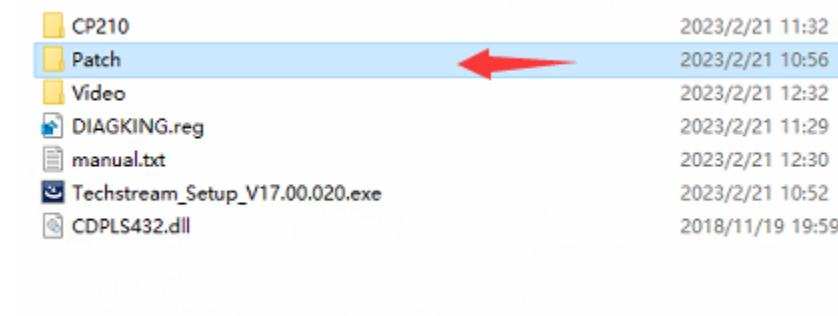 CP210 2023/2/21 11:32
Patch 2023/2/21 10:56
Video 2023/2/21 12:32
DIAGKING.reg 2023/2/21 11:29
manual.txt 2023/2/21 12:30
Techstream_Setup_V17.00.020.exe 2023/2/21 10:52
CDPLS432.dll 2018/11/19 19:59